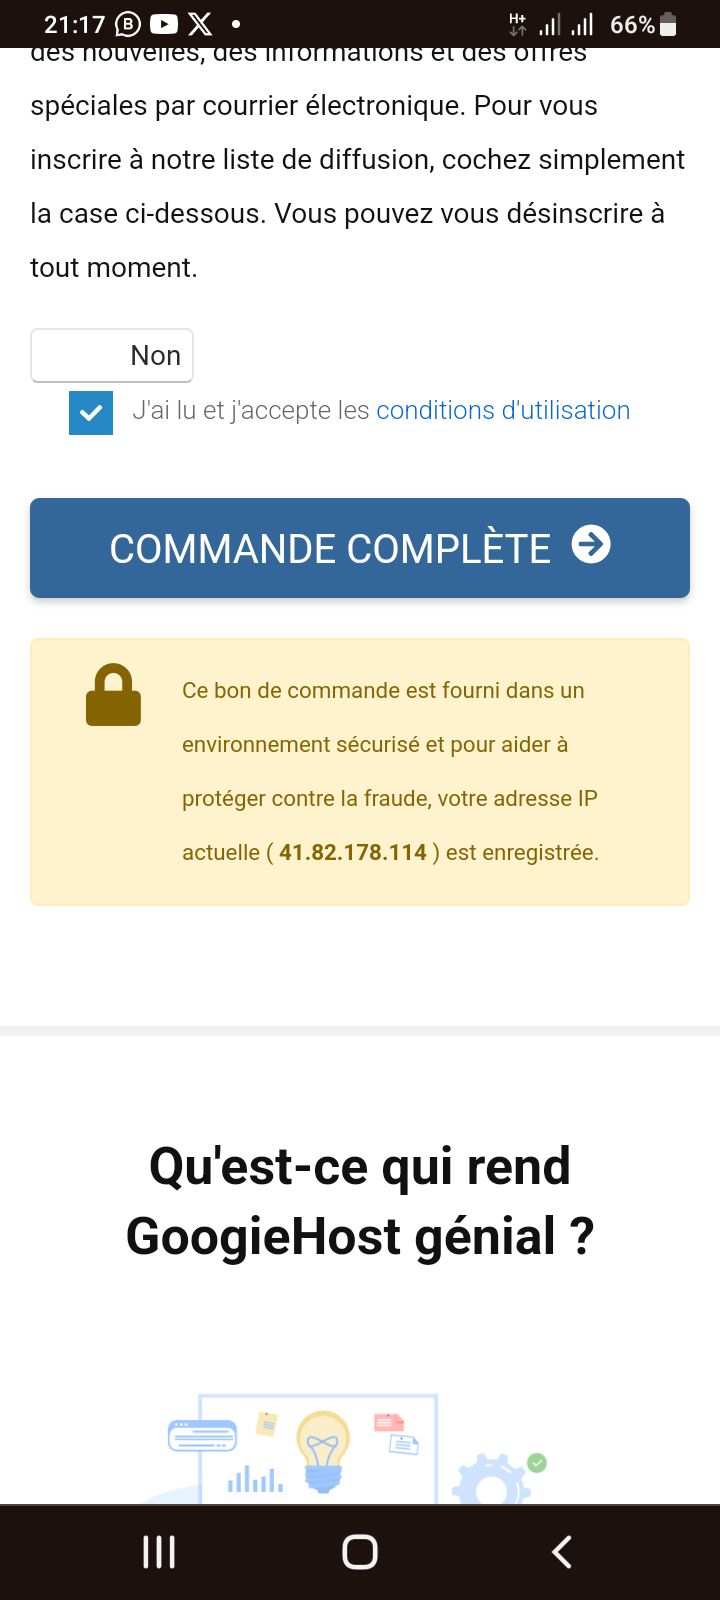 21:17
H+
66%
des nouvelles, des informations et des offres
spéciales par courrier électronique. Pour vous
inscrire à notre liste de diffusion, cochez simplement
la case ci-dessous. Vous pouvez vous désinscrire à
tout moment.
Non
J'ai lu et j'accepte les conditions d'utilisation
COMMANDE COMPLÈTE
Ce bon de commande est fourni dans un
environnement sécurisé et pour aider à
protéger contre la fraude, votre adresse IP
actuelle ( 41.82.178.114 ) est enregistrée.
Qu'est-ce qui rend
GoogieHost génial ?